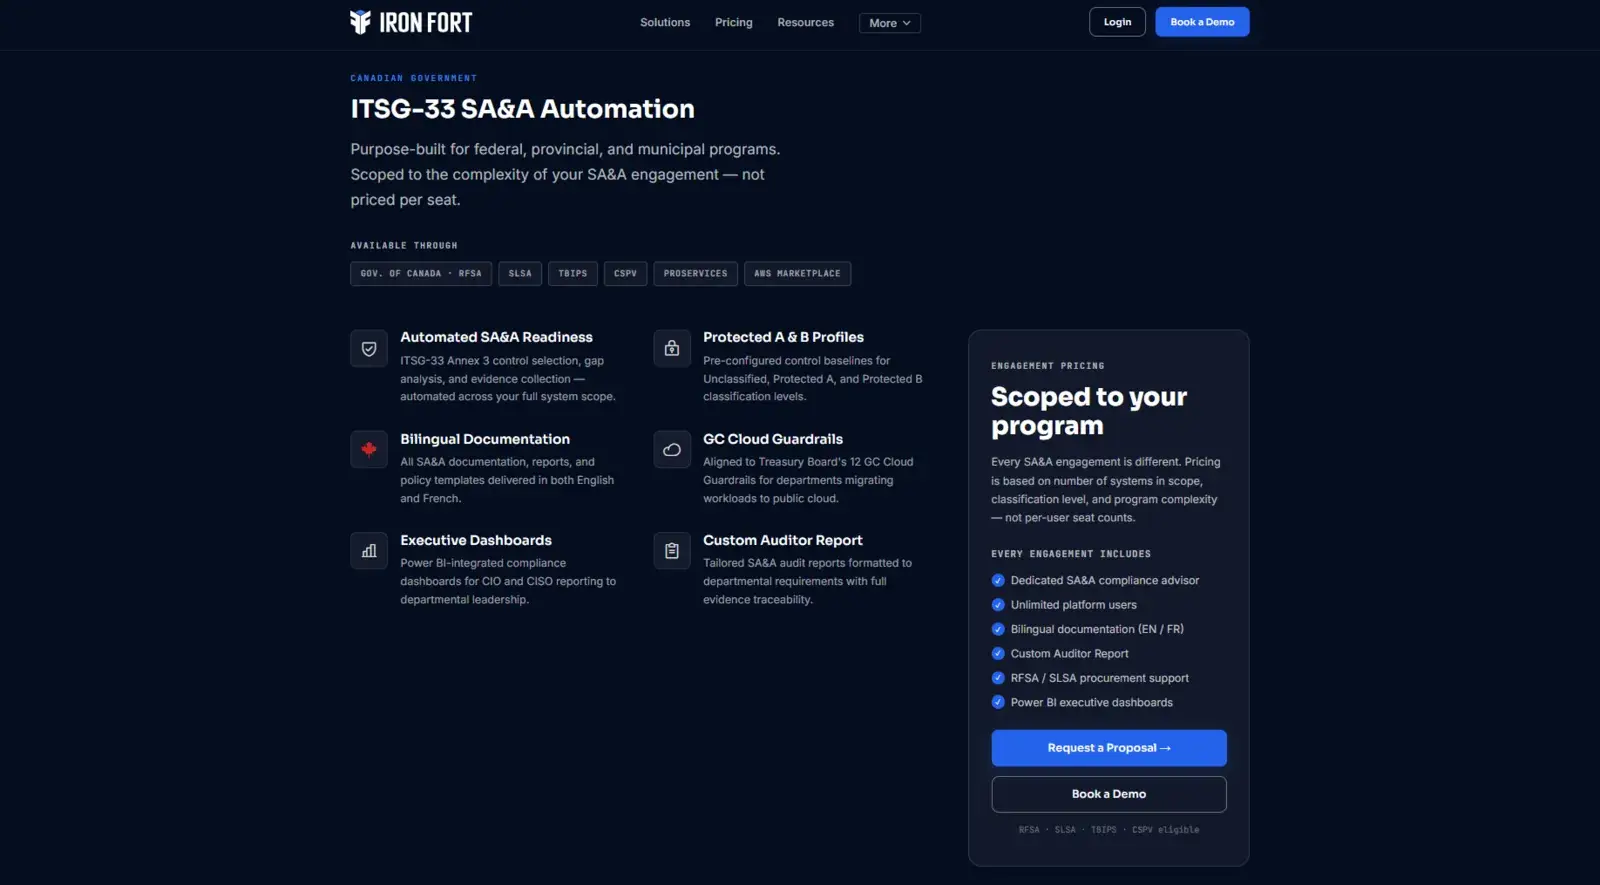 IRON FORT
Solutions
Pricing
Resources
More
Login
Book a Demo
CANADIAN GOVERNMENT
ITSG-33 SA&A Automation
Purpose-built for federal, provincial, and municipal programs.
Scoped to the complexity of your SA&A engagement — not
priced per seat.
AVAILABLE THROUGH
GOV. OF CANADA · RFSA
SLSA
TBIPS
CSPV
PROSERVICES
AWS MARKETPLACE
Automated SA&A Readiness
ITSG-33 Annex 3 control selection, gap
analysis, and evidence collection —
automated across your full system scope.
Protected A & B Profiles
Pre-configured control baselines for
Unclassified, Protected A, and Protected B
classification levels.
Bilingual Documentation
All SA&A documentation, reports, and
policy templates delivered in both English
and French.
GC Cloud Guardrails
Aligned to Treasury Board's 12 GC Cloud
Guardrails for departments migrating
workloads to public cloud.
Executive Dashboards
Power BI-integrated compliance
dashboards for CIO and CISO reporting to
departmental leadership.
Custom Auditor Report
Tailored SA&A audit reports formatted to
departmental requirements with full
evidence traceability.
ENGAGEMENT PRICING
Scoped to your
program
Every SA&A engagement is different. Pricing
is based on number of systems in scope,
classification level, and program complexity
— not per-user seat counts.
EVERY ENGAGEMENT INCLUDES
Dedicated SA&A compliance advisor
Unlimited platform users
Bilingual documentation (EN / FR)
Custom Auditor Report
RFSA / SLSA procurement support
Power BI executive dashboards
Request a Proposal →
Book a Demo
RFSA · SLSA · TBIPS · CSPV eligible